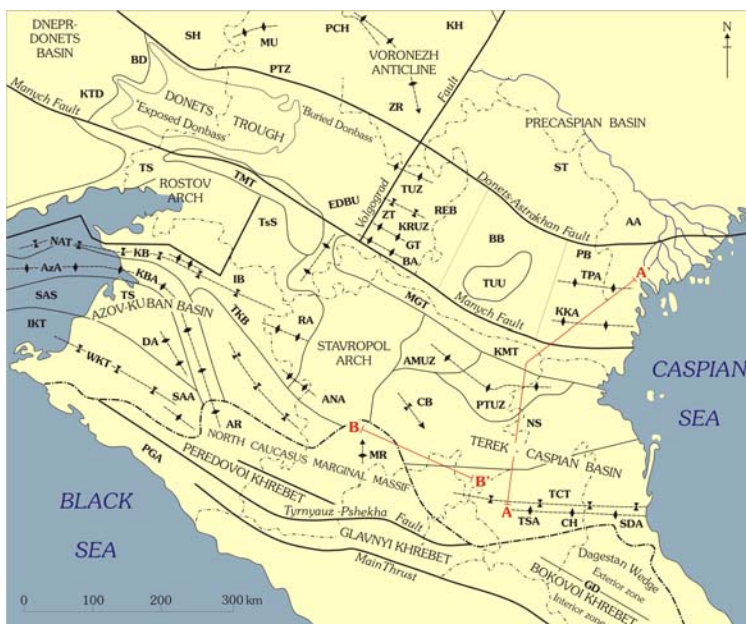 DNEPR-
DONETS
BASIN
SH
MU
PCH
KH
VORONEZH
ANTICLINE
N
BD
PTZ
KTD
Manych Fault
DONETS
TROUGH
"Exposed Donbass"
"Buried Donbass"
ZR
Fault
Volgograd
PRECASPIAN BASIN
ST
TS
ROSTOV
ARCH
TMT
EDBU
TUZ
ZT
REB
KRUZ
GT
BA
Donets-Astrakhan Fault
AA
TsS
BB
PB
TPA
A'
NAT
KB
AzA
KBA
IB
TUU
SAS
TS
MGT
Manych Fault
KKA
AZOV-KUBAN BASIN
TKB
RA
IKT
DA
STAVROPOL
ARCH
AMUZ
KMT
WKT
PTUZ
CASPIAN
SEA
SAA
ANA
CB
NS
AR
B
TEREK
CASPIAN BASIN
NORTH CAUCASUS MARGINAL MASSIF
MR
PGA
PEREDOVOI KHREBET
B'
A
TCT
TSA
CH
SDA
BLACK
SEA
Tyrnyauz-Pshekha
Fault
GLAVNYI KHREBET
Main Thrust
Dagestan Wedge
Exterior zone
GD
BOKOVOI KHREBET
Interior zone
0 100 200 300 km